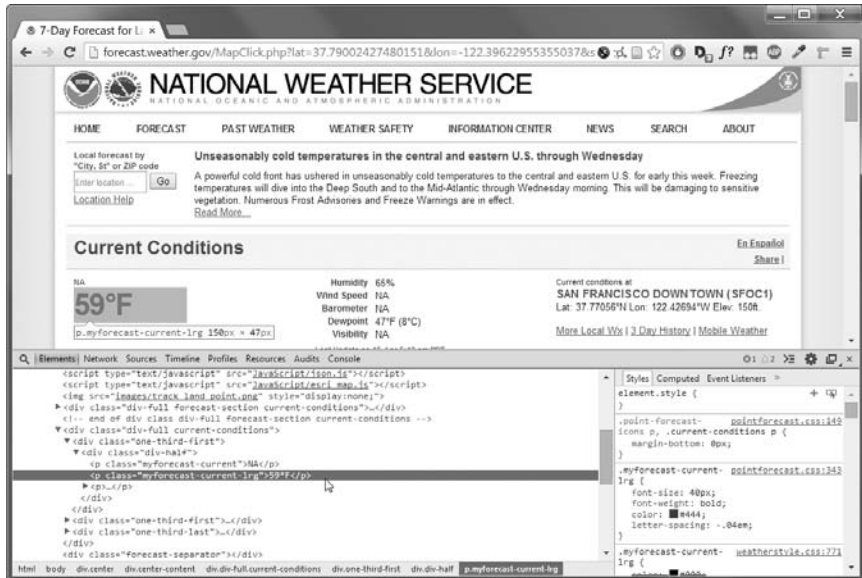 7-Day Forecast for La
forecast.weather.gov/MapClick.php?lat=37.79002427480151&lon=-122.39622955355037&s
NATIONAL WEATHER SERVICE
NATIONAL OCEANIC AND ATMOSPHERIC ADMINISTRATION
HOME FORECAST PAST WEATHER WEATHER SAFETY INFORMATION CENTER NEWS SEARCH ABOUT
Local forecast by
"City, St" or ZIP code
Enter location ...
Go
Location Help
Unseasonably cold temperatures in the central and eastern U.S. through Wednesday
A powerful cold front has ushered in unseasonably cold temperatures to the central and eastern U.S. for early this week. Freezing
temperatures will dive into the Deep South and to the Mid-Atlantic through Wednesday morning. This will be damaging to sensitive
vegetation. Numerous Frost Advisories and Freeze Warnings are in effect.
Read More...
Current Conditions
En Español
Share |
NA
59°F
p.myforecast-current-lrg 150px × 47px
Humidity 65%
Wind Speed NA
Barometer NA
Dewpoint 47°F (8°C)
Visibility NA
Current conditions at
SAN FRANCISCO DOWNTOWN (SFOC1)
Lat: 37.77056°N Lon: 122.42694°W Elev: 150ft.
More Local Wx | 3 Day History | Mobile Weather
Elements Network Sources Timeline Profiles Resources Audits Console
1 2
<script type="text/javascript" src="JavaScript/json.js"></script>
<script type="text/javascript" src="JavaScript/esri_map.js"></script>
<img src="images/track_land_point.png" style="display:none;">
<div class="div-full forecast-section current-conditions">…</div>
<!-- end of div class div-full forecast-section current-conditions -->
<div class="div-full current-conditions">
<div class="one-third-first">
<div class="div-half">
<p class="myforecast-current">NA</p>
<p class="myforecast-current-lrg">59°F</p>
<p>…</p>
</div>
</div>
<div class="one-third-first">…</div>
<div class="one-third-last">…</div>
</div>
<div class="forecast-separator"></div>
html body div.center div.center-content div.div-full.current-conditions div.one-third-first div.div-half p.myforecast-current-lrg
Styles Computed Event Listeners »
element.style {
}
.point-forecast- pointforecast.css:149
icons p, .current-conditions p {
margin-bottom: 0px;
}
.myforecast-current- pointforecast.css:343
lrg {
font-size: 40px;
font-weight: bold;
color: #444;
letter-spacing: -.04em;
}
.myforecast-current- weatherstyle.css:771
lrg {